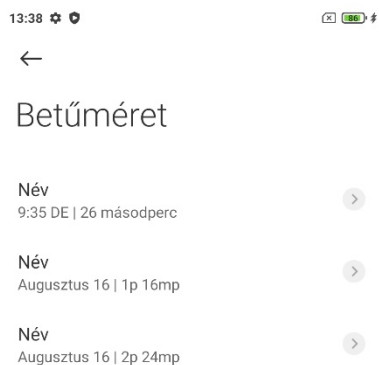 13:38
86
Betűméret
Név
9:35 DE | 26 másodperc
Név
Augusztus 16 | 1p 16mp
Név
Augusztus 16 | 2p 24mp